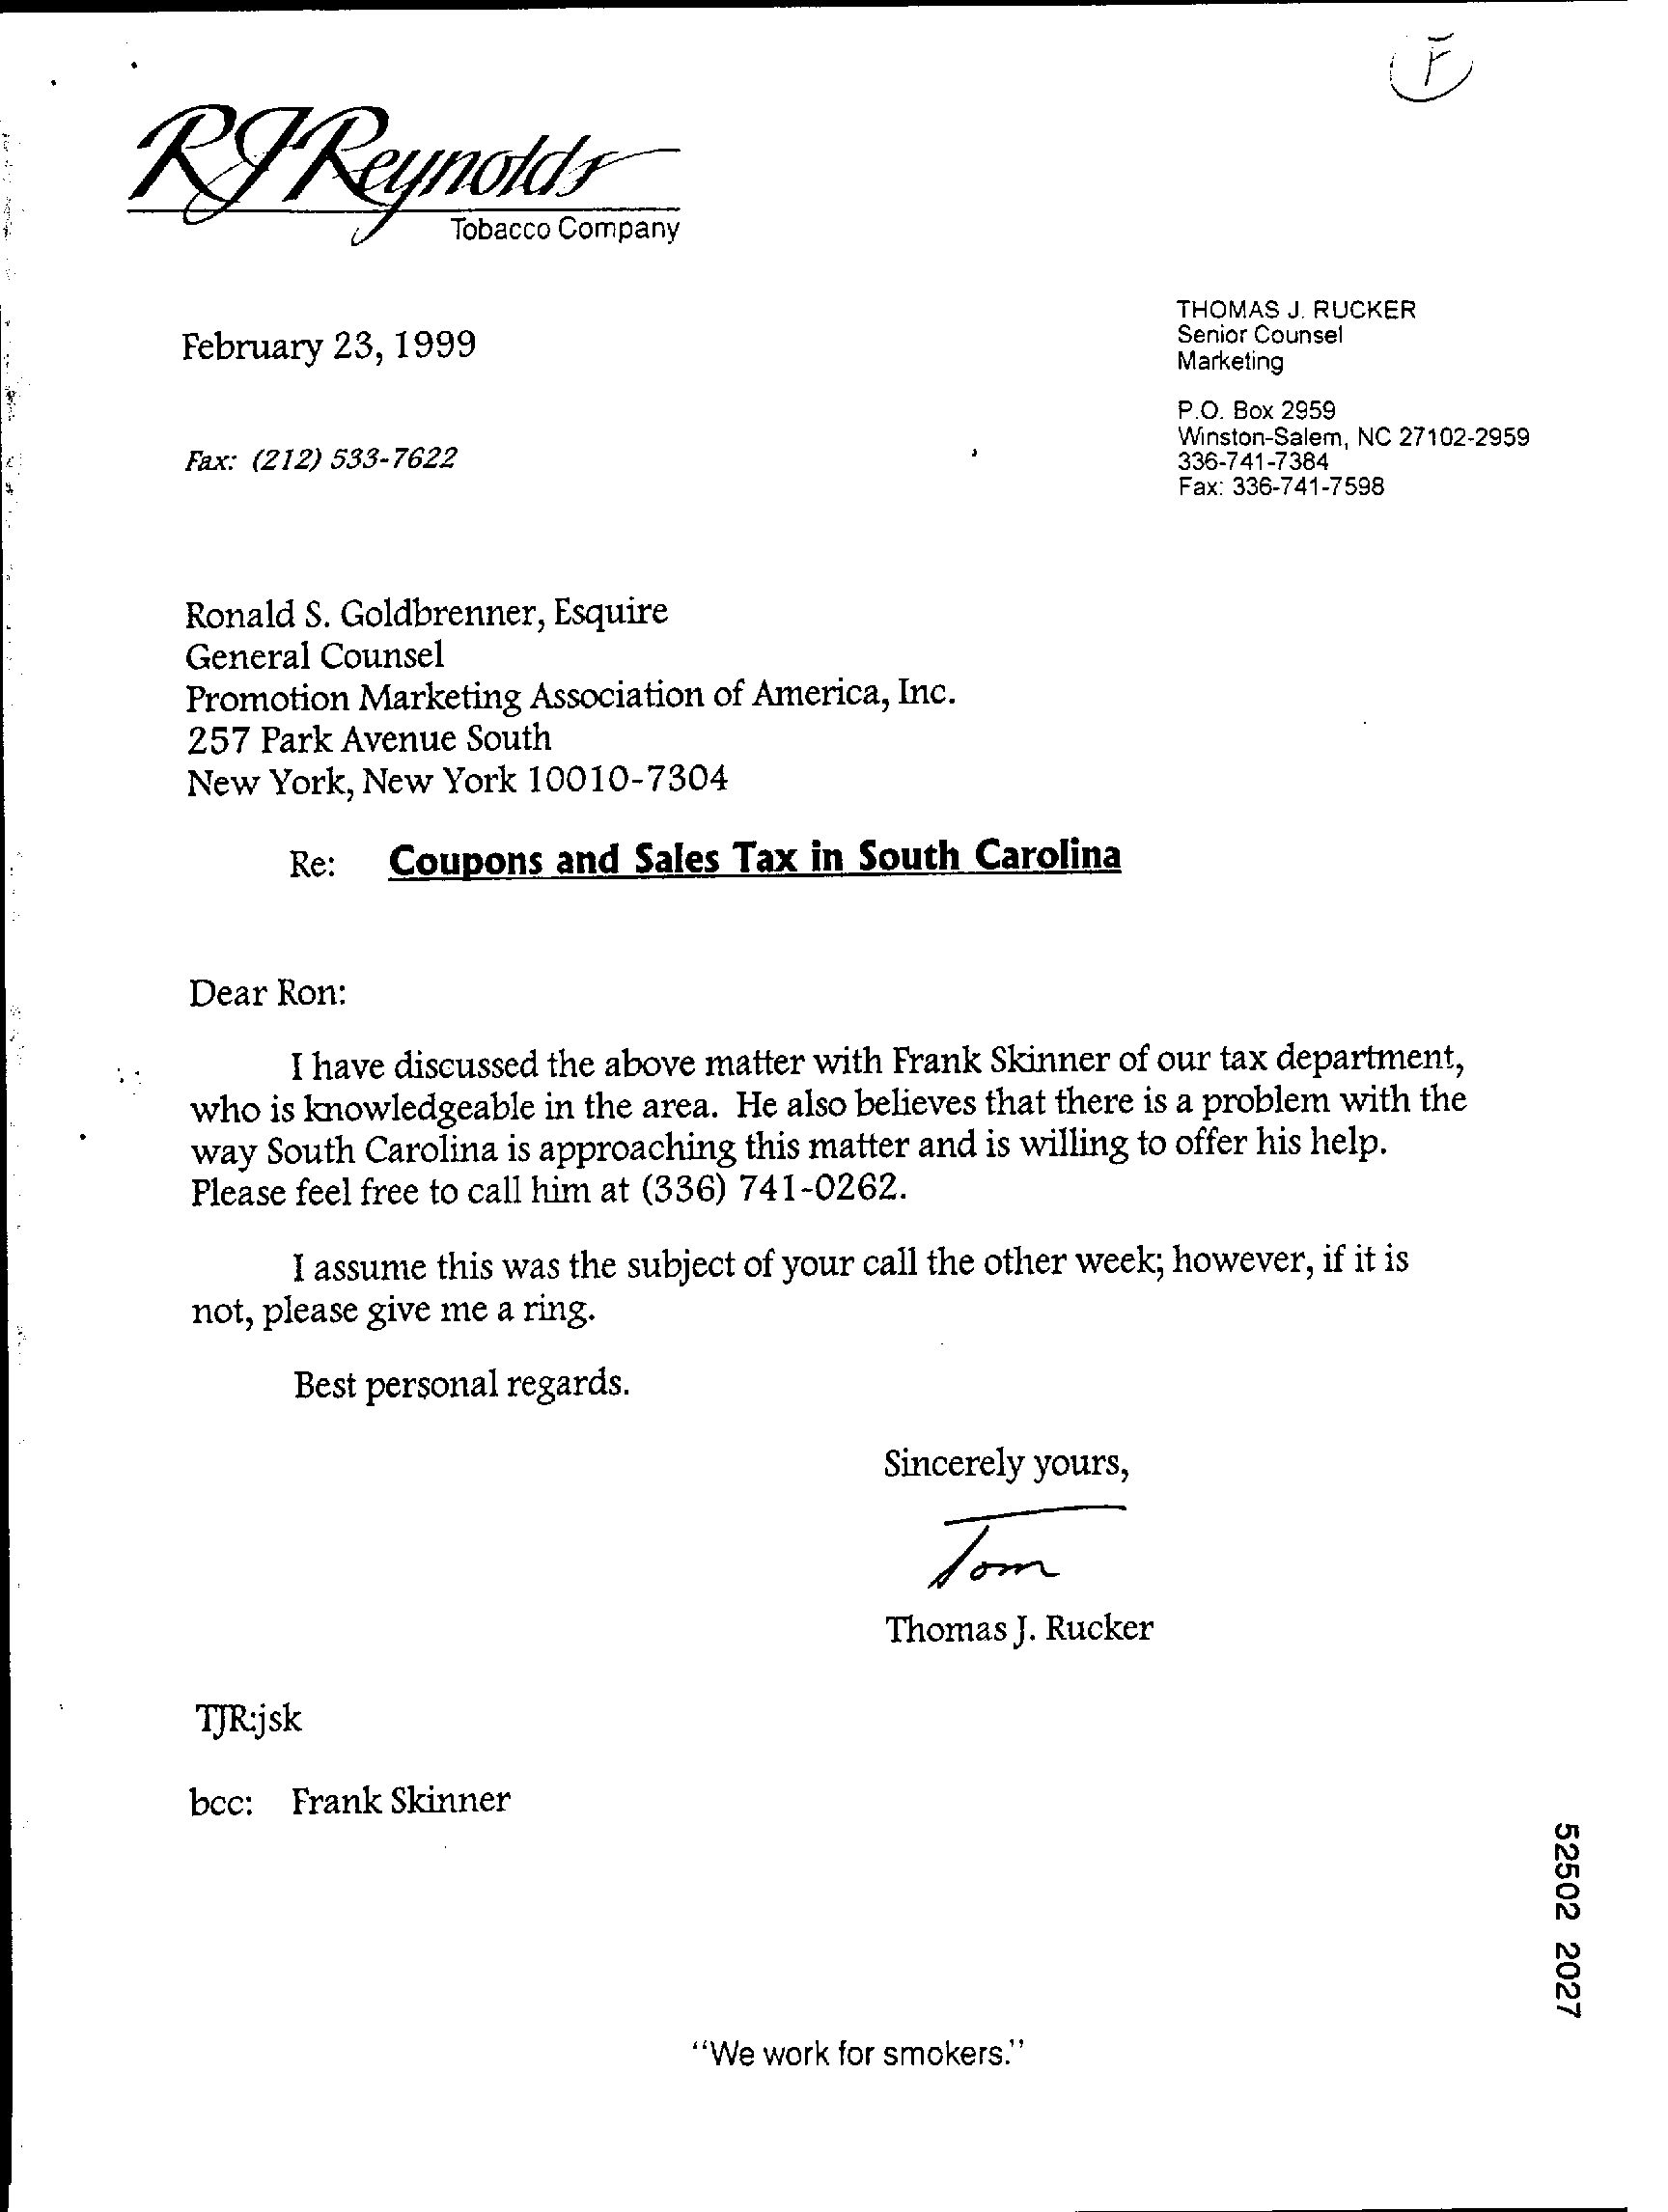 F
RJReynolds
Tobacco Company
THOMAS J. RUCKER
Senior Counsel
Marketing
February 23, 1999
P.O. Box 2959
Winston-Salem, NC 27102-2959
336-741-7384
Fax: 336-741-7598
Fax: (212) 533-7622
Ronald S. Goldbrenner, Esquire
General Counsel
Promotion Marketing Association of America, Inc.
257 Park Avenue South
New York, New York 10010-7304
Re: Coupons and Sales Tax in South Carolina
Dear Ron:
I have discussed the above matter with Frank Skinner of our tax department,
who is knowledgeable in the area. He also believes that there is a problem with the
way South Carolina is approaching this matter and is willing to offer his help.
Please feel free to call him at (336) 741-0262.
I assume this was the subject of your call the other week; however, if it is
not, please give me a ring.
Best personal regards.
Sincerely yours,
Tom
Thomas J. Rucker
TJR:jsk
bcc: Frank Skinner
52502 2027
"We work for smokers."